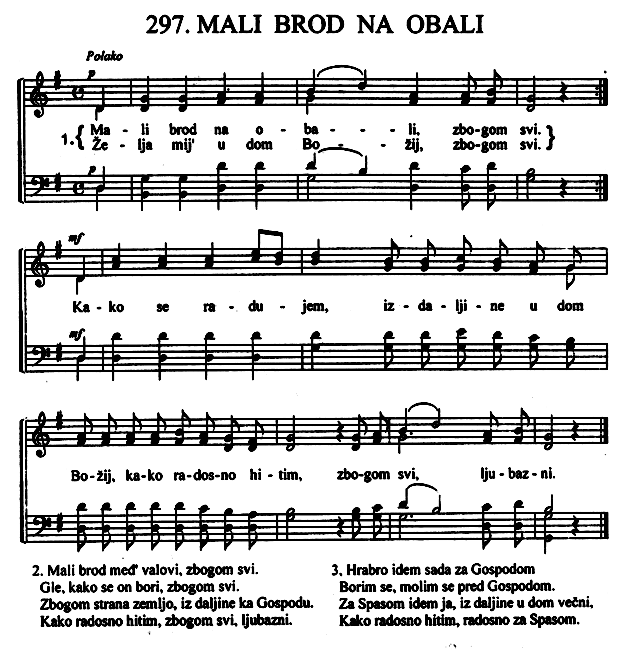 297. MALI BROD NA OBALI
Polako
p
1. { Ma - li brod na o - ba - - li, zbogom svi. }
Že - lja mij' u dom Bo - - žij, zbogom svi.
p
mf
Ka - ko se ra - du - jem, iz - da - lji - ne u dom
mf
Bo - žij, ka - ko ra - dos - no hi - tim, zbo - gom svi, lju - baz - ni.
2. Mali brod međ' valovi, zbogom svi.
Gle, kako se on bori, zbogom svi.
Zbogom strana zemljo, iz daljine ka Gospodu.
Kako radosno hitim, zbogom svi, ljubazni.
3. Hrabro idem sada za Gospodom
Borim se, molim se pred Gospodom.
Za Spasom idem ja, iz daljine u dom večni,
Kako radosno hitim, radosno za Spasom.